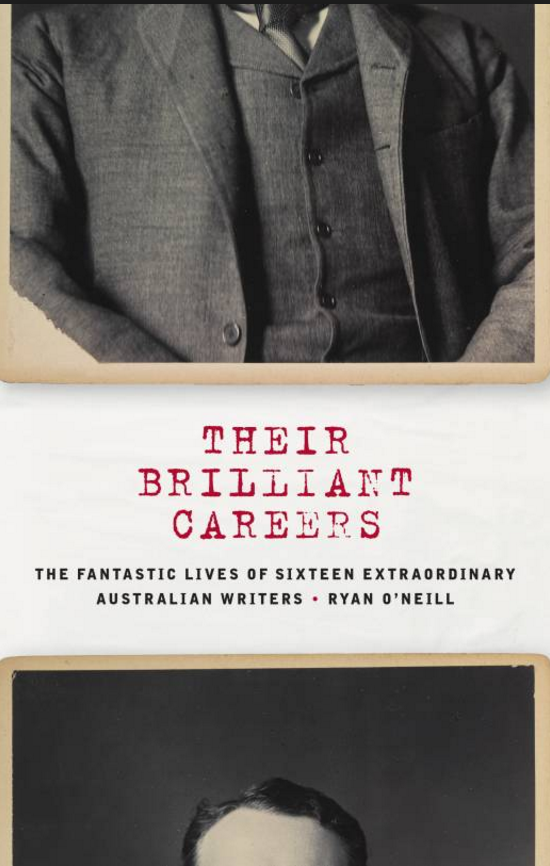 THEIR
BRILLIANT
CAREERS
THE FANTASTIC LIVES OF SIXTEEN EXTRAORDINARY
AUSTRALIAN WRITERS • RYAN O'NEILL